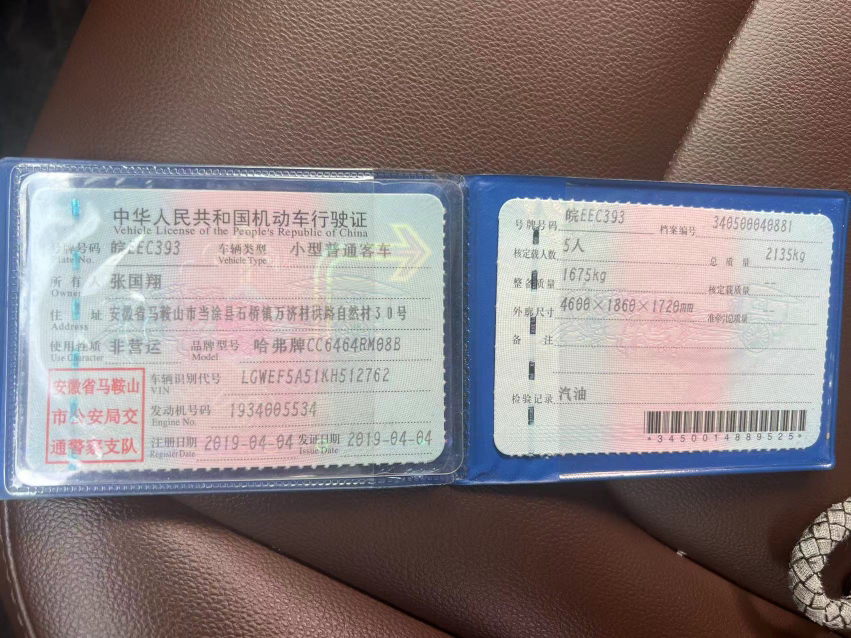 中华人民共和国机动车行驶证
Vehicle License of the People's Republic of China
号牌号码 皖EEC393 车辆类型 小型普通客车
Plate No. Vehicle Type
所有人 张国翔
Owner
住址 安徽省马鞍山市当涂县石桥镇万济村拱路自然村30号
Address
使用性质 非营运 品牌型号 哈弗牌CC6464RM08B
Use Character Model
安徽省马鞍山
市公安局交
通警察支队
车辆识别代号 LGWEF5A51KH512762
VIN
发动机号码 1934005534
Engine No.
注册日期 2019-04-04 发证日期 2019-04-04
Register Date Issue Date
号牌号码 皖EEC393 档案编号 340500040881
核定载人数 5人 总质量 2135kg
整备质量 1675kg 核定载质量 --
外廓尺寸 4600×1860×1720mm 准牵引总质量 --
备注
检验记录 汽油
*3450014889525*